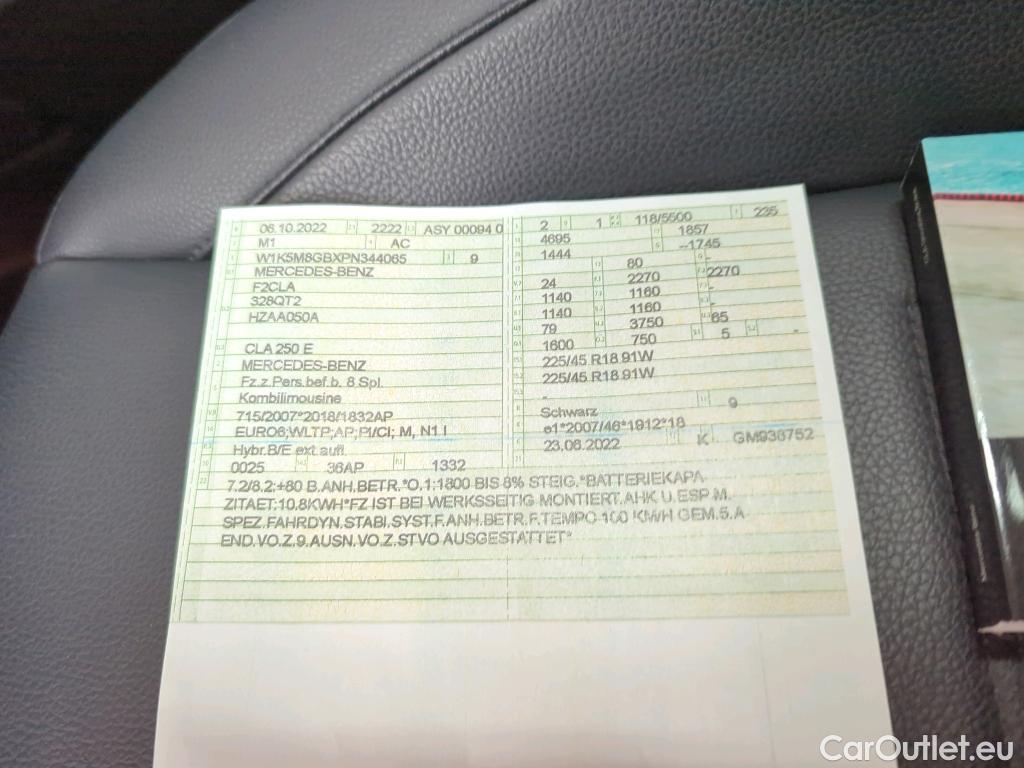 06.10.2022 2222 ASY 00094 0
M1 AC
W1K5M8GBXPN344065 9
MERCEDES-BENZ
F2CLA
328QT2
HZAA050A
CLA 250 E
MERCEDES-BENZ
Fz.z.Pers.bef.b. 8 Spl.
Kombilimousine
715/2007*2018/1832AP
EURO6;WLTP;AP;PI/CI; M, N1 I
Hybr.B/E ext.aufl.
0025 36AP 1332
2 1 118/5500 235
4695 1857
1444 --1745
80 -
24 2270 2270
1140 1160 -
1140 1160 -
79 3750 65
1600 750 5 -
225/45 R18 91W
225/45 R18 91W
-
Schwarz 9
e1*2007/46*1912*18
23.08.2022 K GM936752
7.2/8.2:+80 B.ANH.BETR.*O.1:1800 BIS 8% STEIG.*BATTERIEKAPA
ZITAET:10.8KWH*FZ IST BEI WERKSSEITIG MONTIERT.AHK U.ESP M.
SPEZ.FAHRDYN.STABI.SYST.F.ANH.BETR.F.TEMPO 100 KM/H GEM.5.A
END.VO.Z.9.AUSN.VO.Z.STVO AUSGESTATTET*
CarOutlet.eu